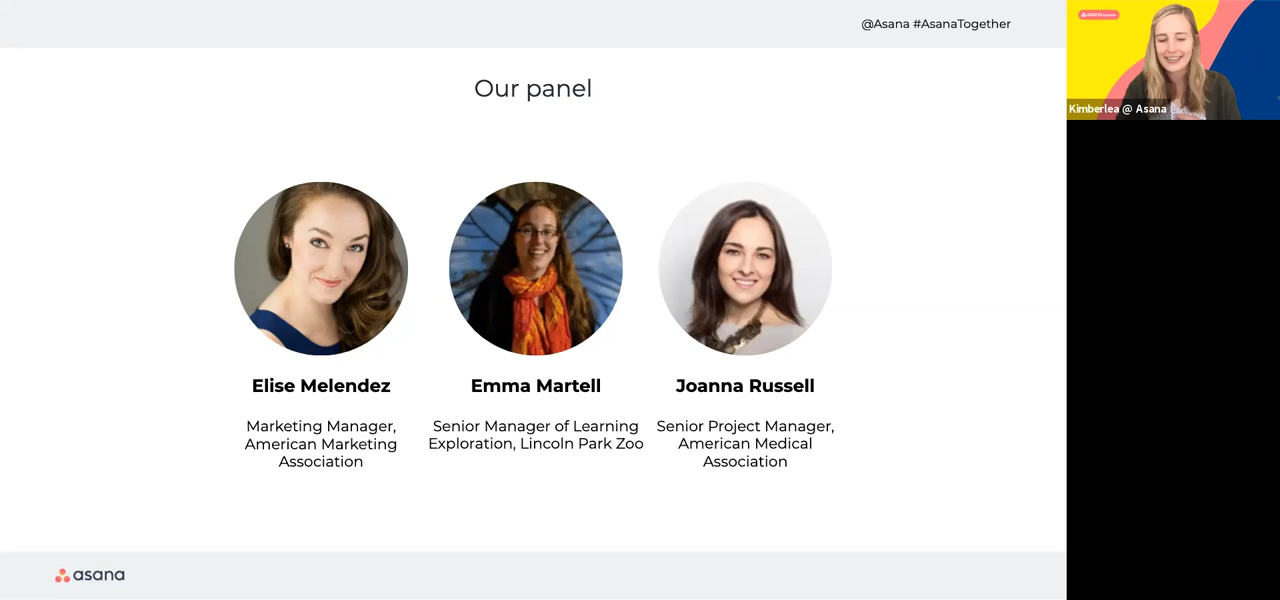 @Asana #AsanaTogether
Our panel
Kimberlea @ Asana
Elise Melendez
Emma Martell
Joanna Russell
Marketing Manager,
American Marketing
Association
Senior Manager of Learning
Exploration, Lincoln Park Zoo
Senior Project Manager,
American Medical
Association
asana